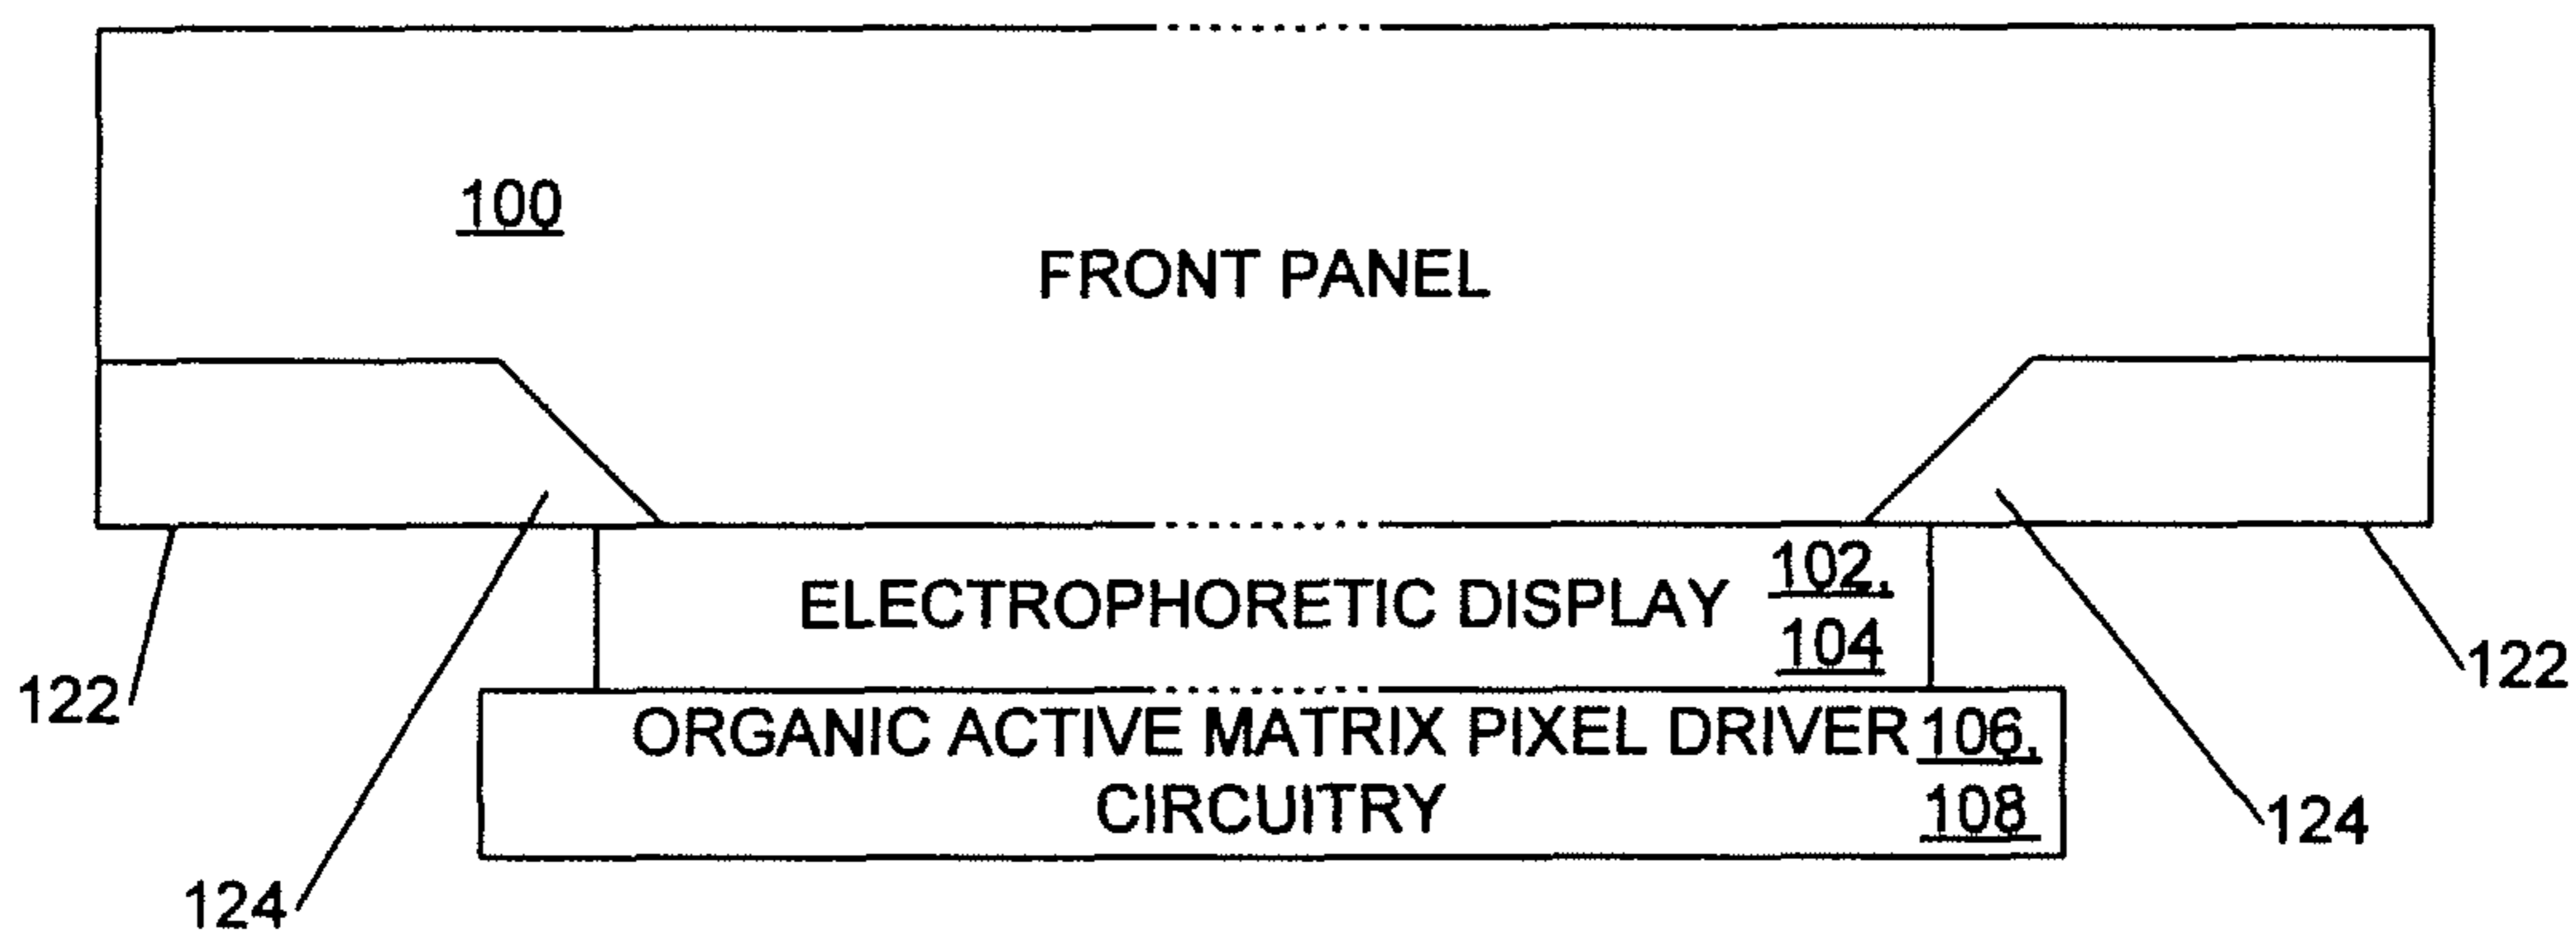 100
FRONT PANEL
ELECTROPHORETIC DISPLAY 102,
104
122
122
ORGANIC ACTIVE MATRIX PIXEL DRIVER 106,
CIRCUITRY 108
124
124